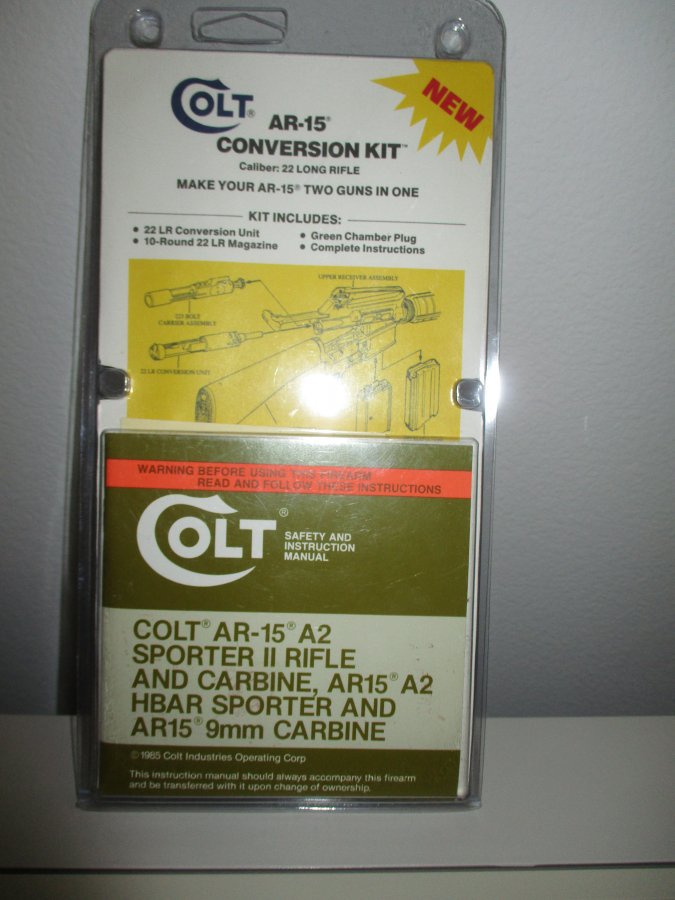 COLT®
NEW
AR-15®
CONVERSION KIT™
Caliber: 22 LONG RIFLE
MAKE YOUR AR-15® TWO GUNS IN ONE
KIT INCLUDES:
• 22 LR Conversion Unit
• 10-Round 22 LR Magazine
• Green Chamber Plug
• Complete Instructions
UPPER RECEIVER ASSEMBLY
223 BOLT
CARRIER ASSEMBLY
22 LR CONVERSION UNIT
WARNING BEFORE USING THIS FIREARM
READ AND FOLLOW THESE INSTRUCTIONS
COLT®
SAFETY AND
INSTRUCTION
MANUAL
COLT® AR-15® A2
SPORTER II RIFLE
AND CARBINE, AR15® A2
HBAR SPORTER AND
AR15® 9mm CARBINE
© 1985 Colt Industries Operating Corp
This instruction manual should always accompany this firearm
and be transferred with it upon change of ownership.